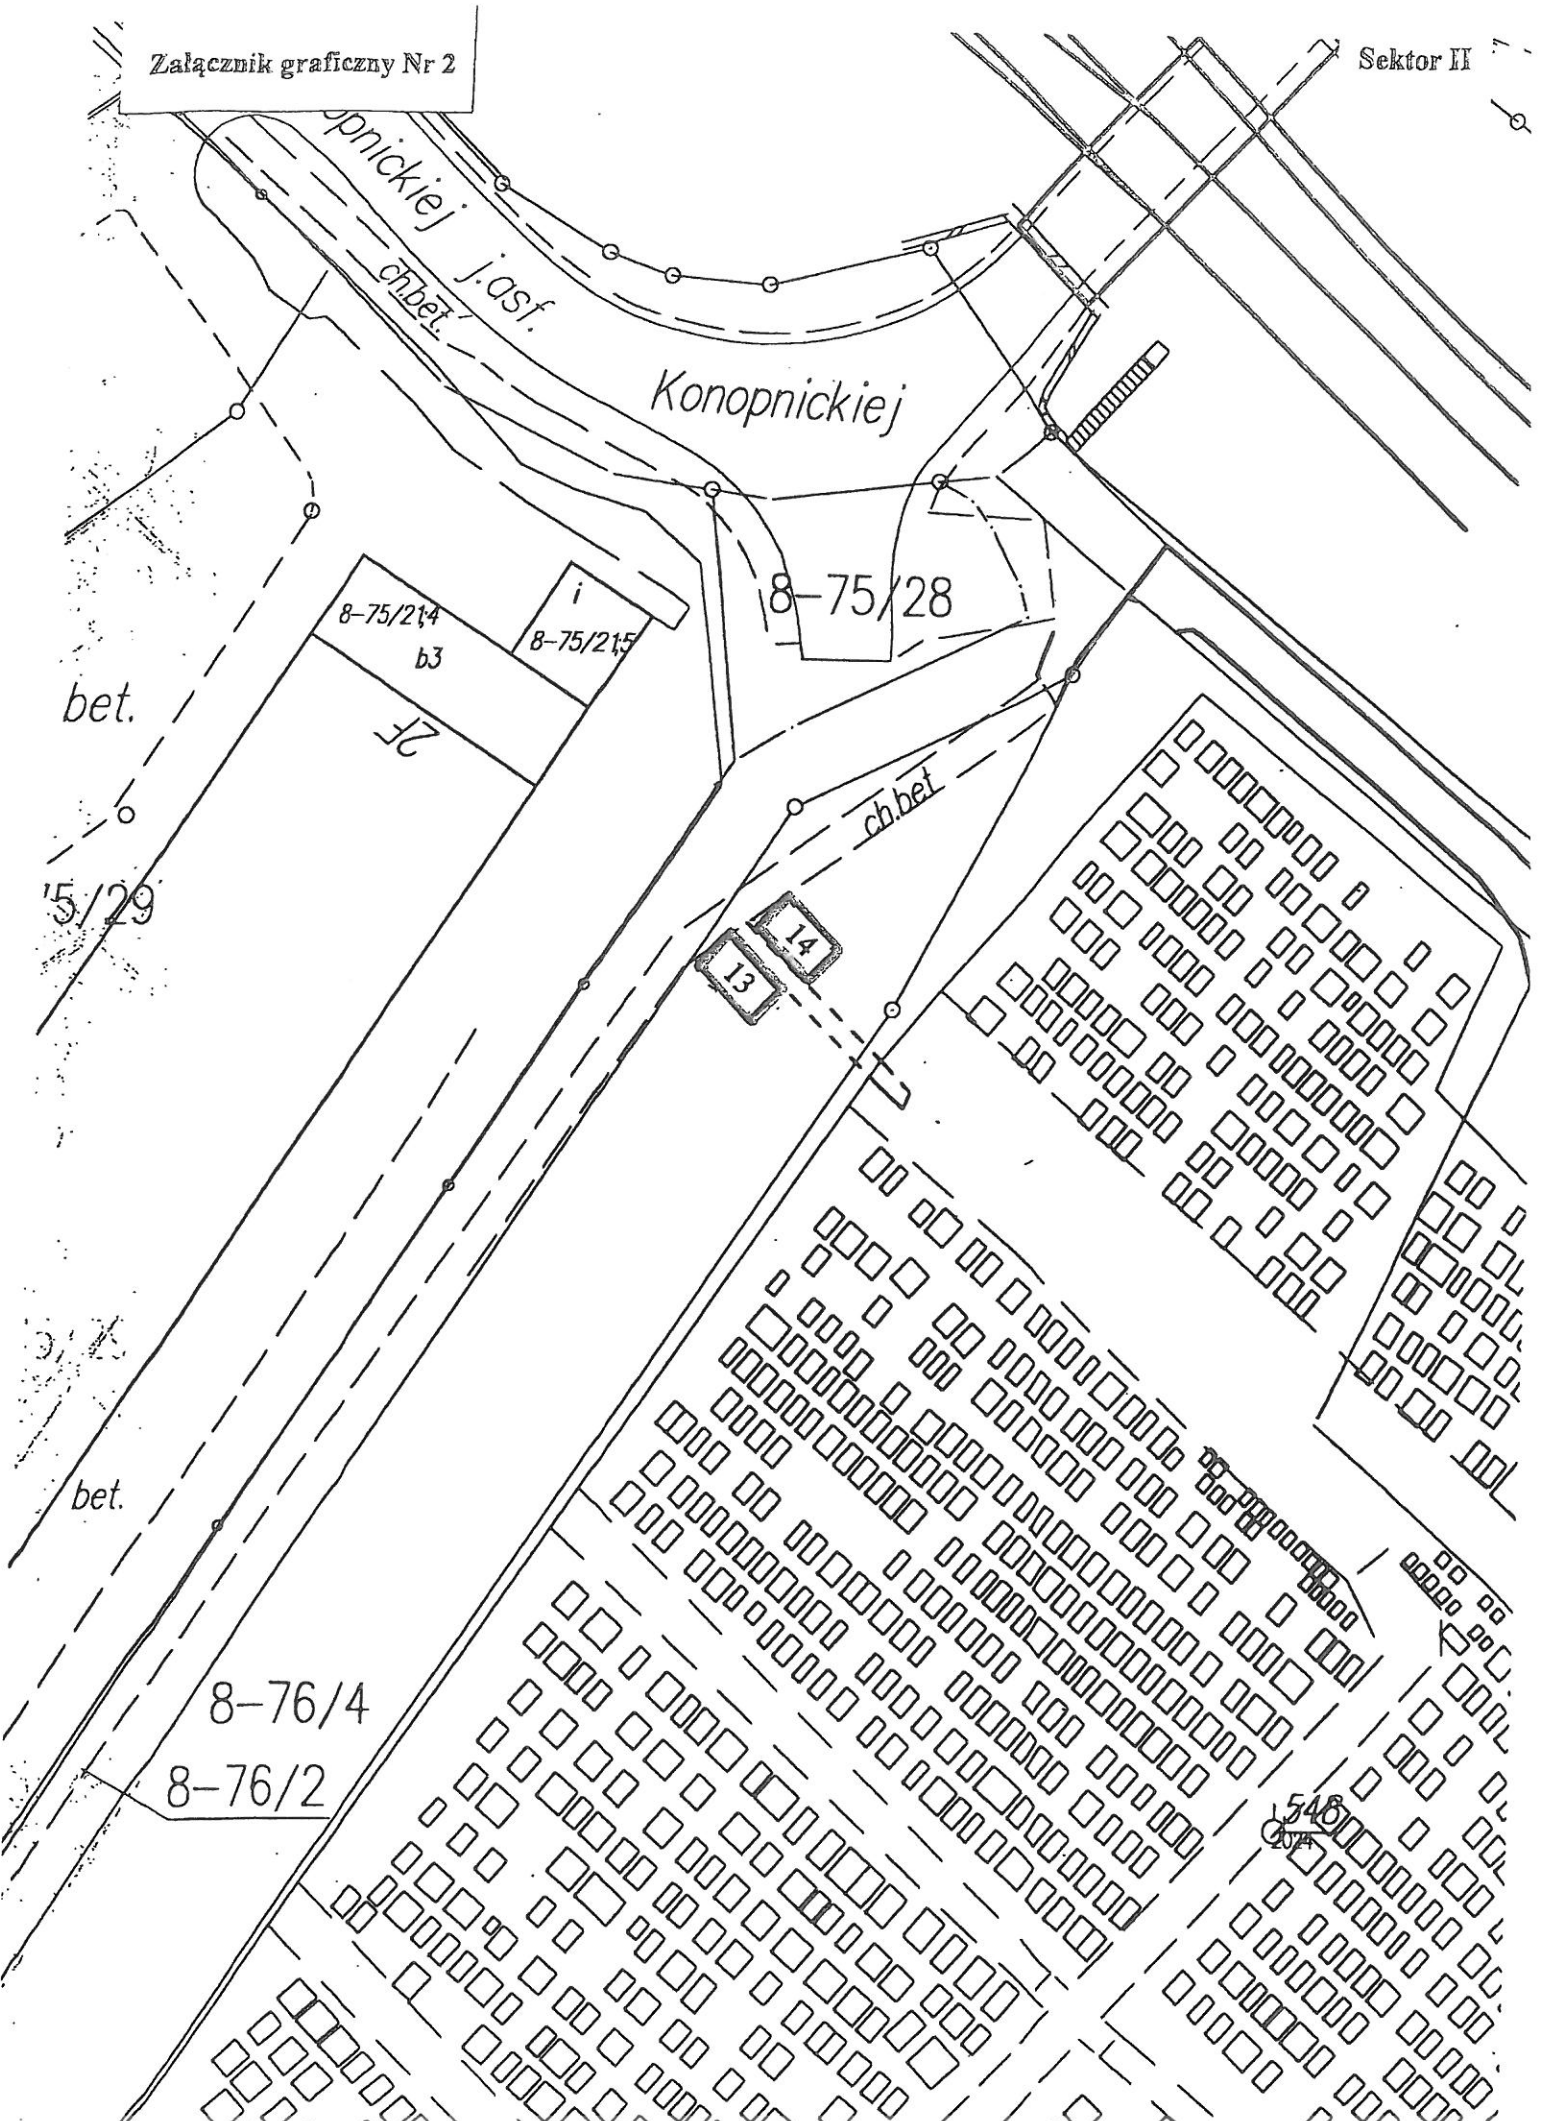 Załącznik graficzny Nr 2
Sektor II
opnickiej j.asf.
ch.bet.
Konopnickiej
8-75/28
8-75/21;4
i
8-75/21;5
b3
bet.
2F
ch.bet
5/29
14
13
bet.
8-76/4
8-76/2
548